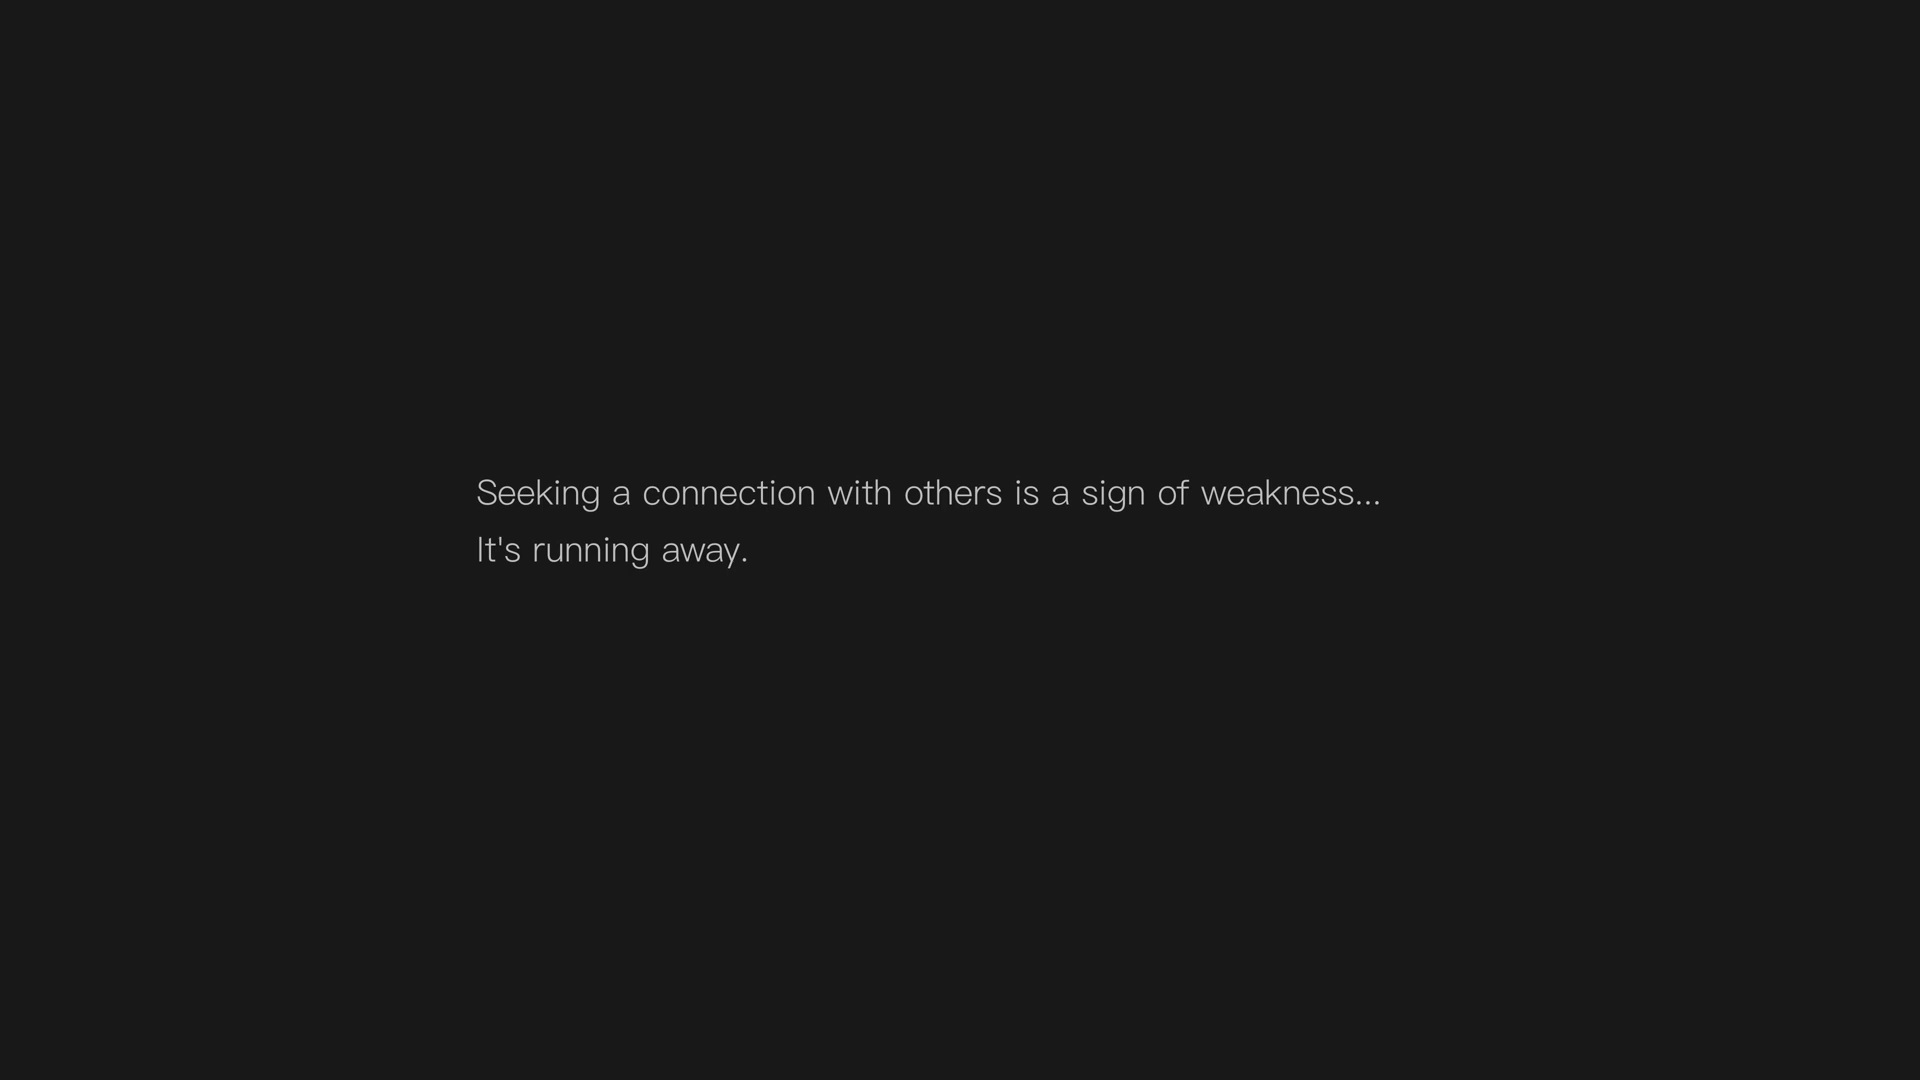 Seeking a connection with others is a sign of weakness...
It's running away.